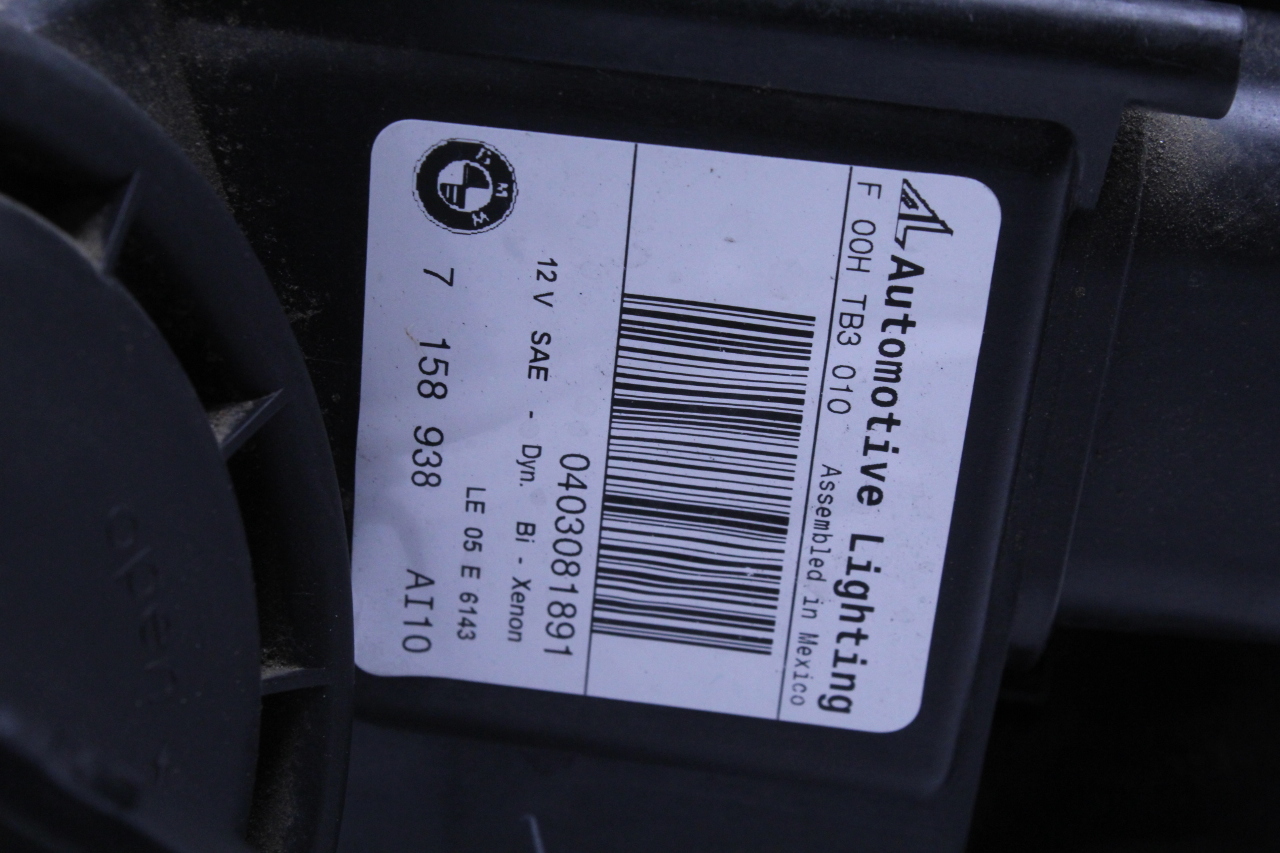 Automotive Lighting
F 00H TB3 010 Assembled in Mexico
0403081891
12 V SAE - Dyn. Bi - Xenon
LE 05 E 6143
BMW
7 158 938 AI10